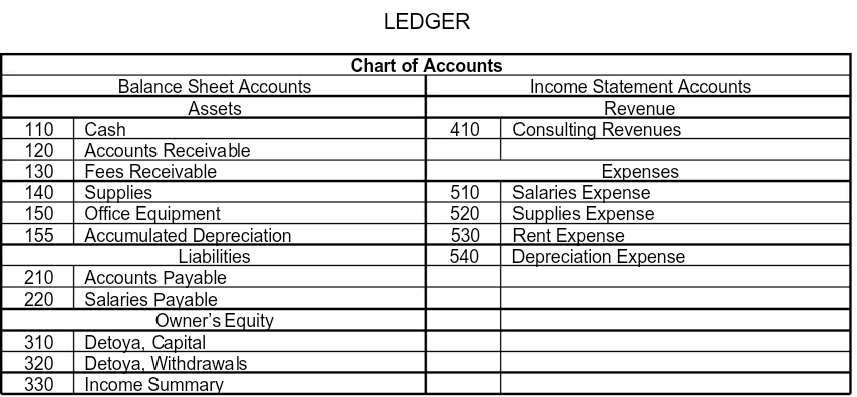 LEDGER
Chart of Accounts
Balance Sheet Accounts Income Statement Accounts
Assets Revenue
110 Cash 410 Consulting Revenues
120 Accounts Receivable
130 Fees Receivable Expenses
140 Supplies 510 Salaries Expense
150 Office Equipment 520 Supplies Expense
155 Accumulated Depreciation 530 Rent Expense
Liabilities 540 Depreciation Expense
210 Accounts Payable
220 Salaries Payable
Owner's Equity
310 Detoya, Capital
320 Detoya, Withdrawals
330 Income Summary